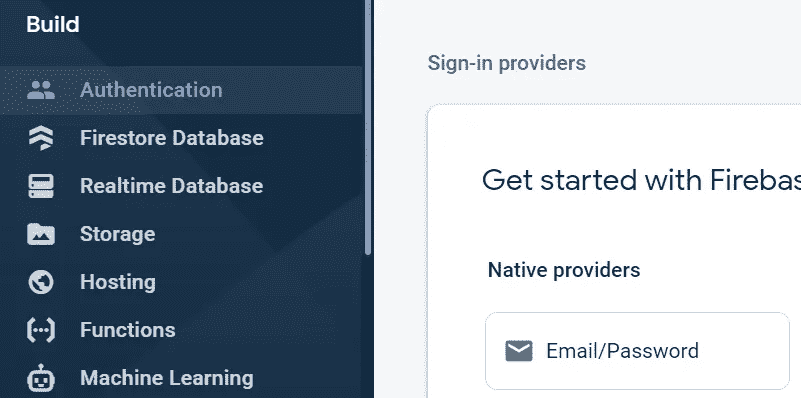 Build
Authentication
Firestore Database
Realtime Database
Storage
Hosting
Functions
Machine Learning
Sign-in providers
Get started with Firebas
Native providers
Email/Password